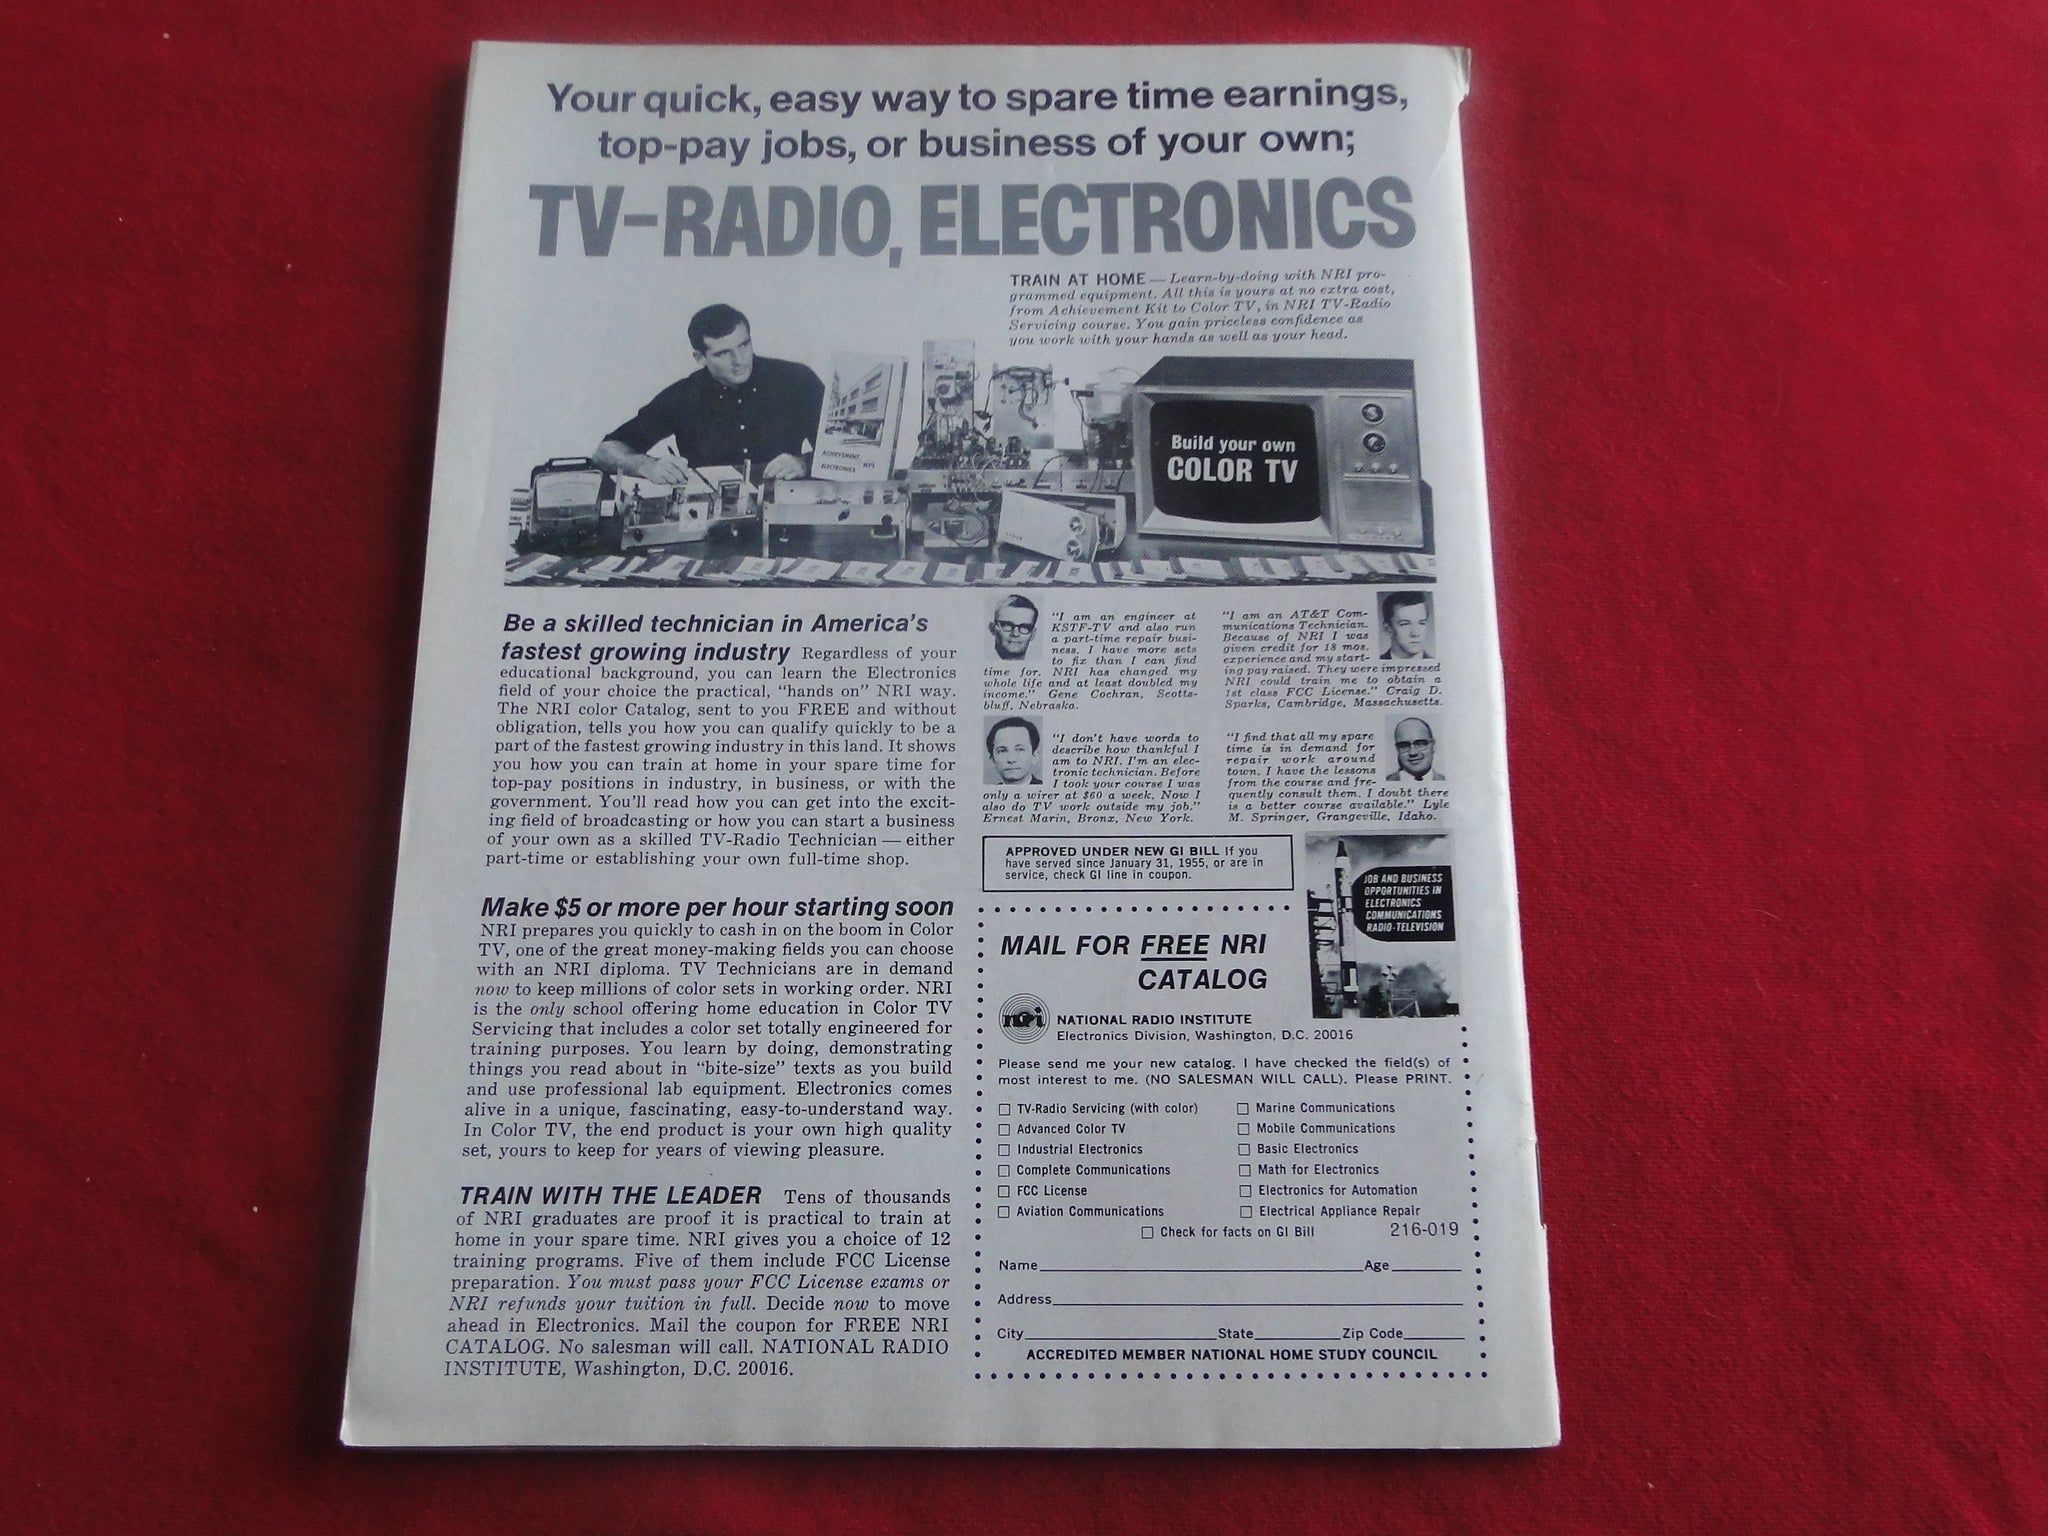 Your quick, easy way to spare time earnings,
top-pay jobs, or business of your own;
TV-RADIO, ELECTRONICS
TRAIN AT HOME — Learn-by-doing with NRI pro-
grammed equipment. All this is yours at no extra cost,
from Achievement Kit to Color TV, in NRI TV-Radio
Servicing course. You gain priceless confidence as
you work with your hands as well as your head.
ACHIEVEMENT
ELECTRONICS
Build your own
COLOR TV
Be a skilled technician in America's
fastest growing industry Regardless of your
educational background, you can learn the Electronics
field of your choice the practical, "hands on" NRI way.
The NRI color Catalog, sent to you FREE and without
obligation, tells you how you can qualify quickly to be a
part of the fastest growing industry in this land. It shows
you how you can train at home in your spare time for
top-pay positions in industry, in business, or with the
government. You'll read how you can get into the excit-
ing field of broadcasting or how you can start a business
of your own as a skilled TV-Radio Technician — either
part-time or establishing your own full-time shop.
Make $5 or more per hour starting soon
NRI prepares you quickly to cash in on the boom in Color
TV, one of the great money-making fields you can choose
with an NRI diploma. TV Technicians are in demand
now to keep millions of color sets in working order. NRI
is the only school offering home education in Color TV
Servicing that includes a color set totally engineered for
training purposes. You learn by doing, demonstrating
things you read about in "bite-size" texts as you build
and use professional lab equipment. Electronics comes
alive in a unique, fascinating, easy-to-understand way.
In Color TV, the end product is your own high quality
set, yours to keep for years of viewing pleasure.
TRAIN WITH THE LEADER Tens of thousands
of NRI graduates are proof it is practical to train at
home in your spare time. NRI gives you a choice of 12
training programs. Five of them include FCC License
preparation. You must pass your FCC License exams or
NRI refunds your tuition in full. Decide now to move
ahead in Electronics. Mail the coupon for FREE NRI
CATALOG. No salesman will call. NATIONAL RADIO
INSTITUTE, Washington, D.C. 20016.
"I am an engineer at
KSTF-TV and also run
a part-time repair busi-
ness. I have more sets
to fix than I can find
time for. NRI has changed my
whole life and at least doubled my
income." Gene Cochran, Scotts-
bluff, Nebraska.
"I am an AT&T Com-
munications Technician.
Because of NRI I was
given credit for 18 mos.
experience and my start-
ing pay raised. They were impressed
NRI could train me to obtain a
1st class FCC License." Craig D.
Sparks, Cambridge, Massachusetts.
"I don't have words to
describe how thankful I
am to NRI. I'm an elec-
tronic technician. Before
I took your course I was
only a wirer at $60 a week. Now I
also do TV work outside my job."
Ernest Marin, Bronx, New York.
"I find that all my spare
time is in demand for
repair work around
town. I have the lessons
from the course and fre-
quently consult them. I doubt there
is a better course available." Lyle
M. Springer, Grangeville, Idaho.
APPROVED UNDER NEW GI BILL If you
have served since January 31, 1955, or are in
service, check GI line in coupon.
JOB AND BUSINESS
OPPORTUNITIES IN
ELECTRONICS
COMMUNICATIONS
RADIO-TELEVISION
MAIL FOR FREE NRI
CATALOG
nri
NATIONAL RADIO INSTITUTE
Electronics Division, Washington, D.C. 20016
Please send me your new catalog. I have checked the field(s) of
most interest to me. (NO SALESMAN WILL CALL). Please PRINT.
TV-Radio Servicing (with color)
Advanced Color TV
Industrial Electronics
Complete Communications
FCC License
Aviation Communications
Marine Communications
Mobile Communications
Basic Electronics
Math for Electronics
Electronics for Automation
Electrical Appliance Repair
Check for facts on GI Bill 216-019
Name Age
Address
City State Zip Code
ACCREDITED MEMBER NATIONAL HOME STUDY COUNCIL